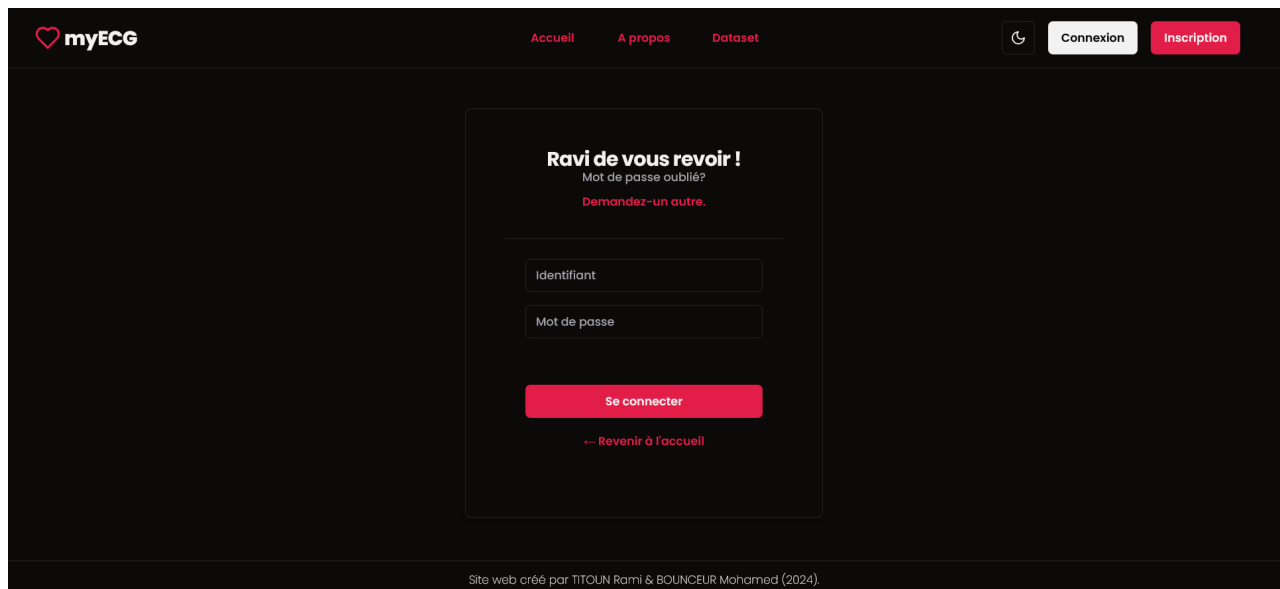 myECG
Accueil A propos Dataset
Connexion Inscription
Ravi de vous revoir !
Mot de passe oublié?
Demandez-un autre.
Identifiant
Mot de passe
Se connecter
← Revenir à l'accueil
Site web créé par TITOUN Rami & BOUNCEUR Mohamed (2024).